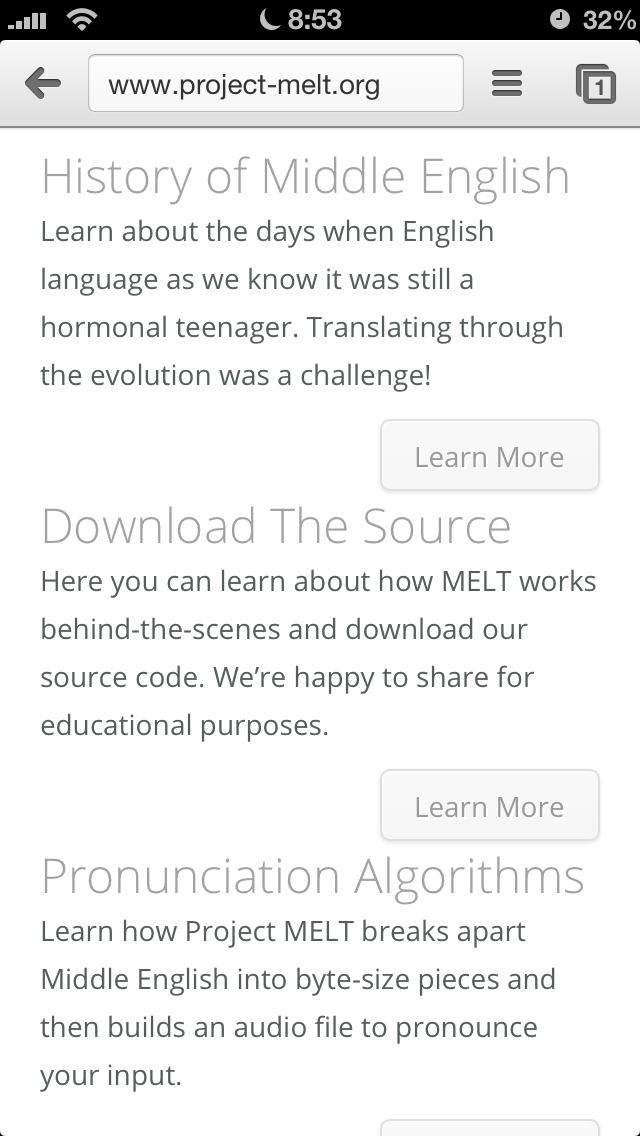 8:53
32%
www.project-melt.org
1
History of Middle English
Learn about the days when English
language as we know it was still a
hormonal teenager. Translating through
the evolution was a challenge!
Learn More
Download The Source
Here you can learn about how MELT works
behind-the-scenes and download our
source code. We’re happy to share for
educational purposes.
Learn More
Pronunciation Algorithms
Learn how Project MELT breaks apart
Middle English into byte-size pieces and
then builds an audio file to pronounce
your input.